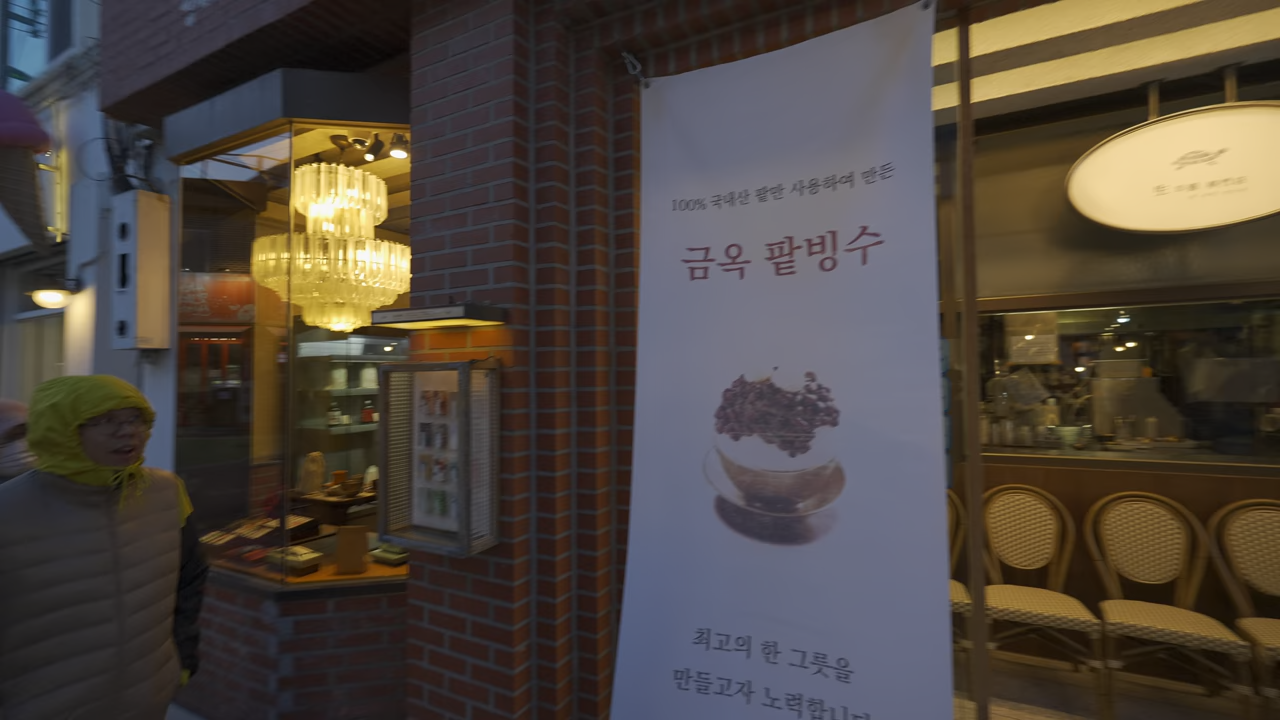 100% 국내산 팥만 사용하여 만든
금옥 팥빙수
최고의 한 그릇을
만들고자 노력합니다